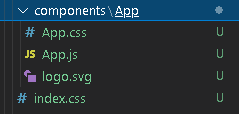 components\App
# App.css U
JS App.js U
logo.svg U
# index.css U